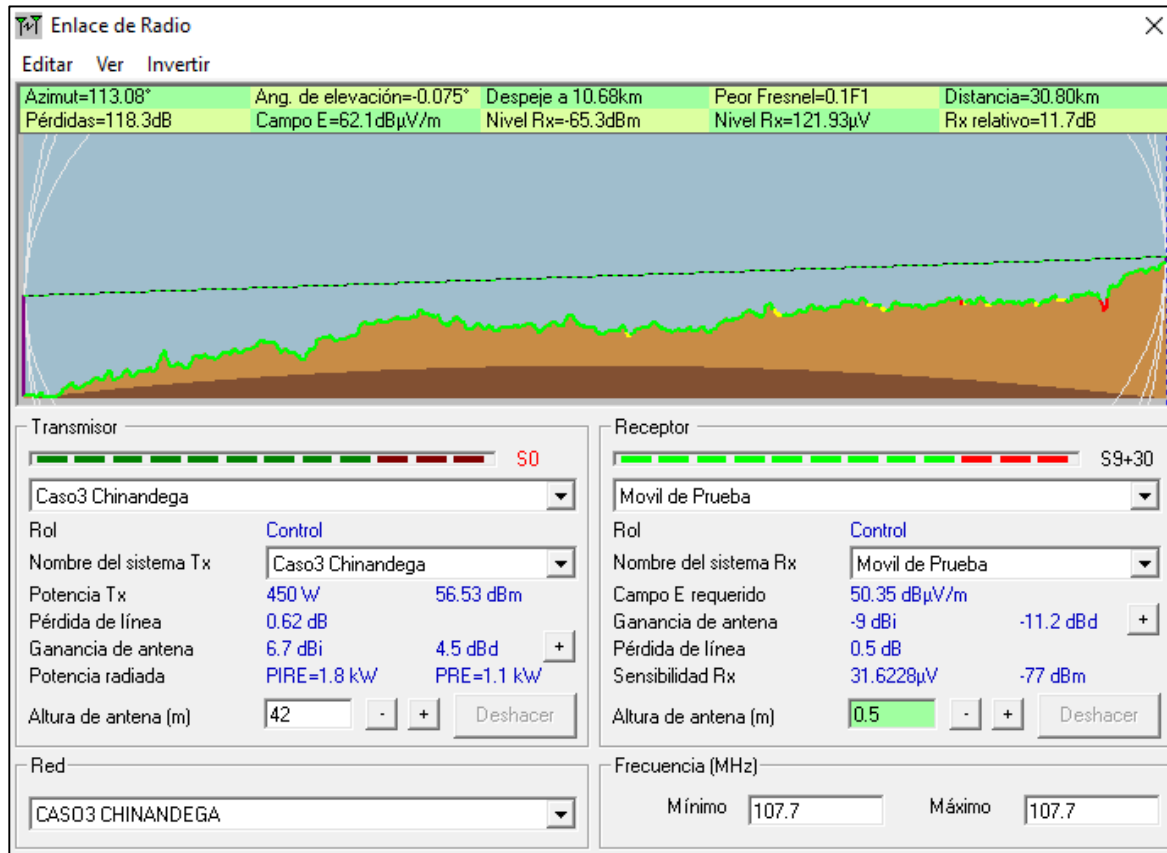 Enlace de Radio
Editar Ver Invertir
Azimut=113.08° Ang. de elevación=-0.075° Despeje a 10.68km Peor Fresnel=0.1F1 Distancia=30.80km
Pérdidas=118.3dB Campo E=62.1dBµV/m Nivel Rx=-65.3dBm Nivel Rx=121.93µV Rx relativo=11.7dB
Transmisor
S0
Caso3 Chinandega
Rol Control
Nombre del sistema Tx Caso3 Chinandega
Potencia Tx 450 W 56.53 dBm
Pérdida de línea 0.62 dB
Ganancia de antena 6.7 dBi 4.5 dBd +
Potencia radiada PIRE=1.8 kW PRE=1.1 kW
Altura de antena (m) 42 - + Deshacer
Red
CASO3 CHINANDEGA
Receptor
S9+30
Movil de Prueba
Rol Control
Nombre del sistema Rx Movil de Prueba
Campo E requerido 50.35 dBµV/m
Ganancia de antena -9 dBi -11.2 dBd +
Pérdida de línea 0.5 dB
Sensibilidad Rx 31.6228µV -77 dBm
Altura de antena (m) 0.5 - + Deshacer
Frecuencia (MHz)
Mínimo 107.7 Máximo 107.7